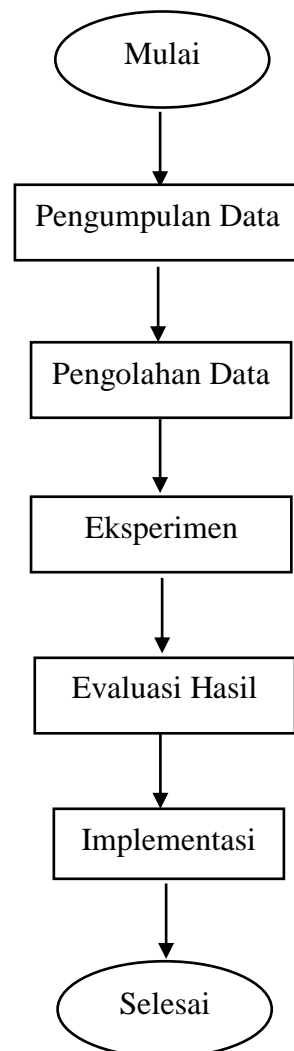 Mulai
Pengumpulan Data
Pengolahan Data
Eksperimen
Evaluasi Hasil
Implementasi
Selesai